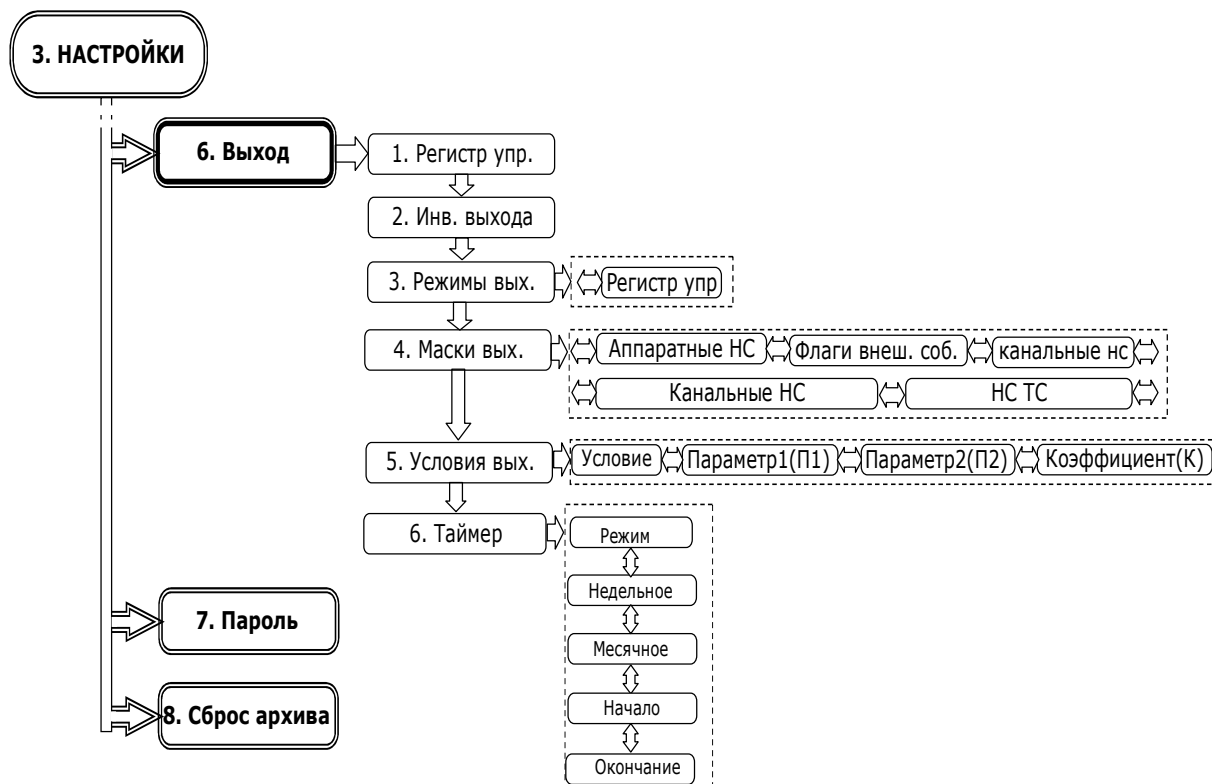 3. НАСТРОЙКИ
6. Выход
1. Регистр упр.
2. Инв. выхода
3. Режимы вых.
Регистр упр
4. Маски вых.
Аппаратные НС
Флаги внеш. соб.
канальные нс
Канальные НС
НС ТС
5. Условия вых.
Условие
Параметр1(П1)
Параметр2(П2)
Коэффициент(К)
6. Таймер
Режим
Недельное
Месячное
Начало
Окончание
7. Пароль
8. Сброс архива